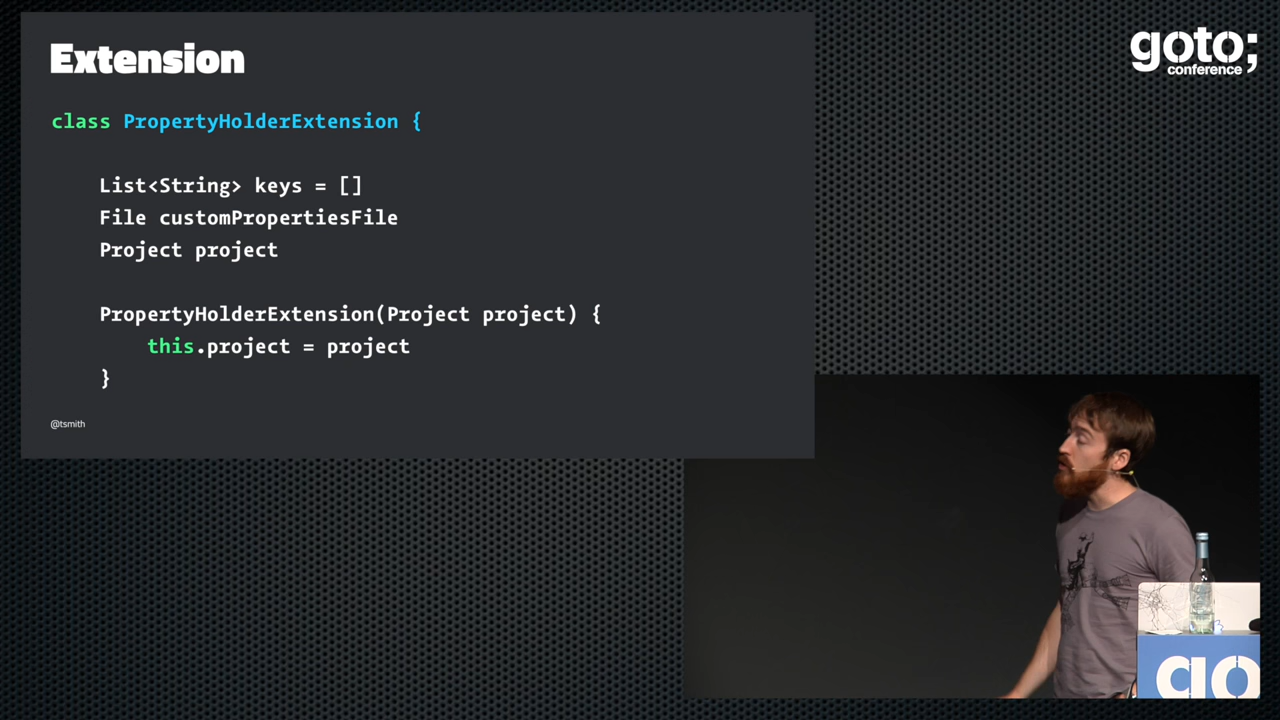 Extension
goto;
conference
class PropertyHolderExtension {
List<String> keys = []
File customPropertiesFile
Project project
PropertyHolderExtension(Project project) {
this.project = project
}
@tsmith
go